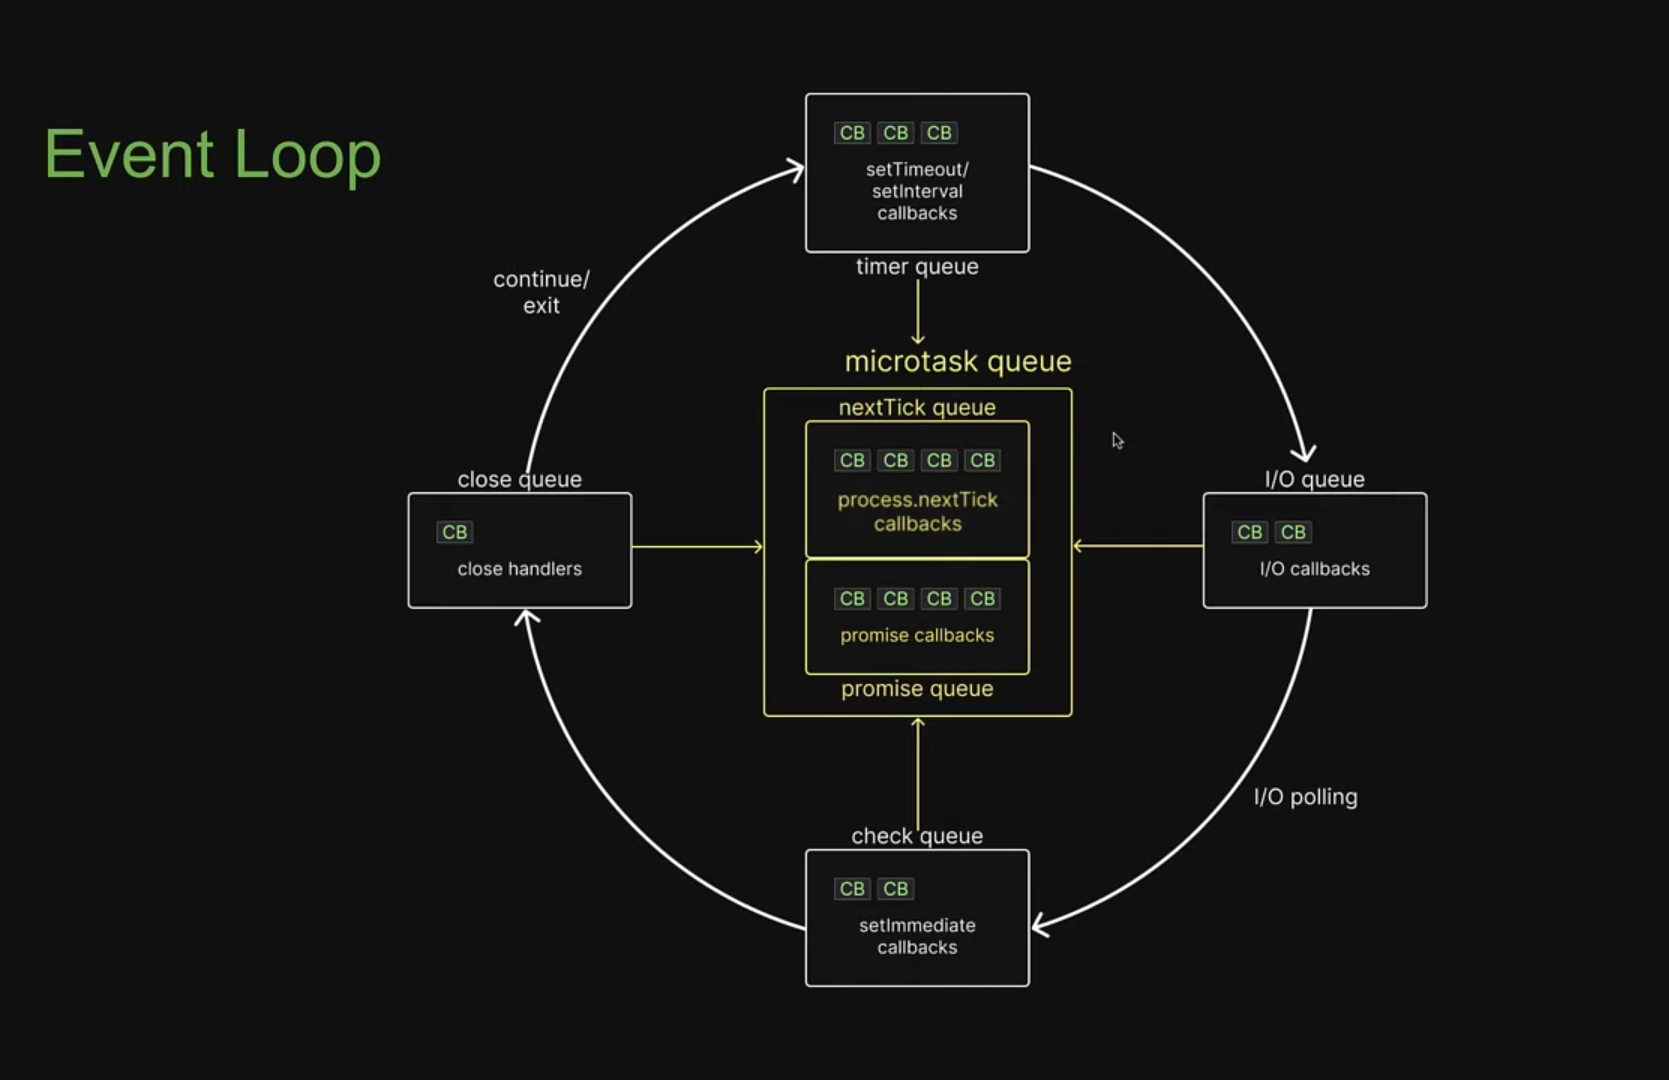 Event Loop
CB CB CB
setTimeout/
setInterval
callbacks
timer queue
continue/
exit
microtask queue
nextTick queue
CB CB CB CB
process.nextTick
callbacks
CB CB CB CB
promise callbacks
promise queue
close queue
CB
close handlers
I/O queue
CB CB
I/O callbacks
I/O polling
check queue
CB CB
setImmediate
callbacks